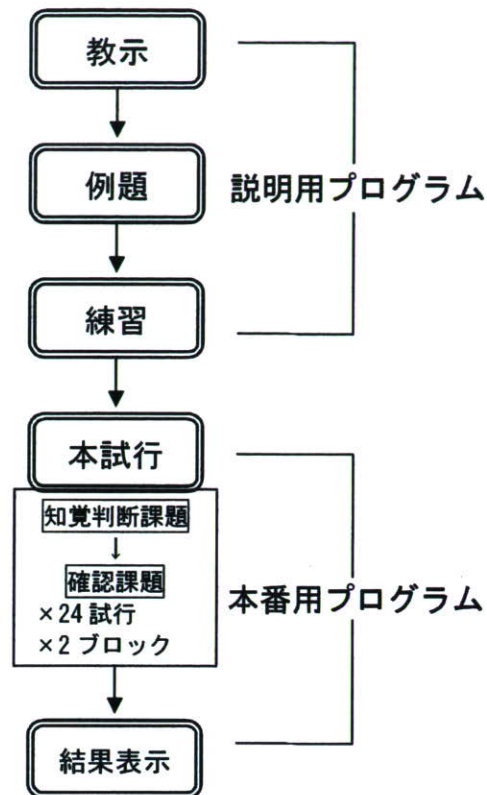 教示
例題
説明用プログラム
練習
本試行
知覚判断課題
↓
確認課題
×24試行
×2ブロック
本番用プログラム
結果表示